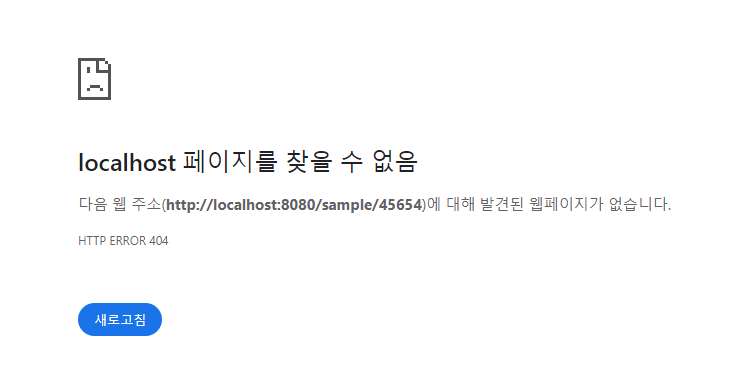 localhost 페이지를 찾을 수 없음
다음 웹 주소(http://localhost:8080/sample/45654)에 대해 발견된 웹페이지가 없습니다.
HTTP ERROR 404
새로고침